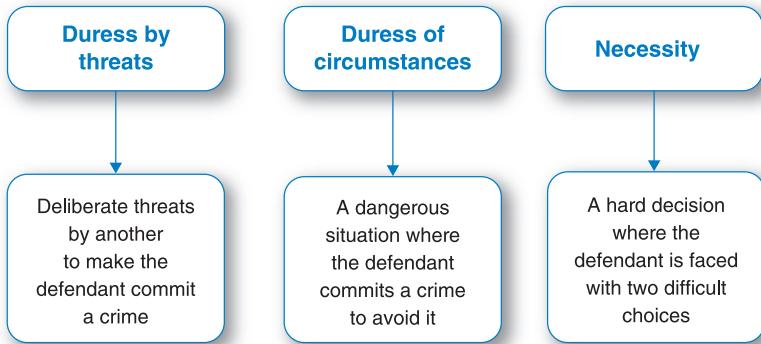 Duress by
threats
Duress of
circumstances
Necessity
Deliberate threats
by another
to make the
defendant commit
a crime
A dangerous
situation where
the defendant
commits a crime
to avoid it
A hard decision
where the
defendant is faced
with two difficult
choices